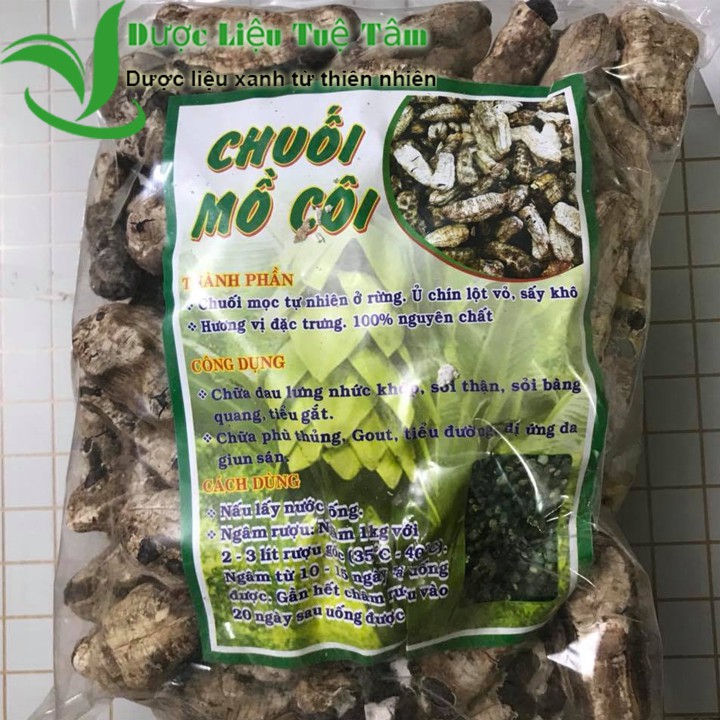 Dược Liệu Tuệ Tâm
Dược liệu xanh từ thiên nhiên
CHUỐI
MỒ CÔI
THÀNH PHẦN
Chuối mọc tự nhiên ở rừng. Ủ chín lột vỏ, sấy khô
Hương vị đặc trưng. 100% nguyên chất
CÔNG DỤNG
Chữa đau lưng nhức khớp, sỏi thận, sỏi bàng
quang, tiểu gắt.
Chữa phù thủng, Gout, tiểu đường, dị ứng da
giun sán.
CÁCH DÙNG
Nấu lấy nước uống.
Ngâm rượu: Ngâm 1kg với
2 - 3 lít rượu gốc (35°C - 40°C).
Ngâm từ 10 - 15 ngày là uống
được. Gần hết châm rượu vào
20 ngày sau uống được